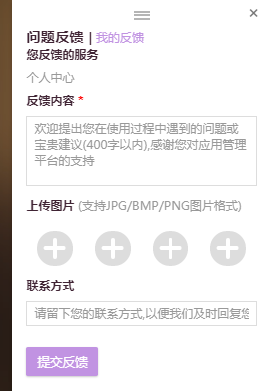 问题反馈 | 我的反馈
您反馈的服务
个人中心
反馈内容 *
欢迎提出您在使用过程中遇到的问题或
宝贵建议(400字以内),感谢您对应用管理
平台的支持
上传图片 (支持JPG/BMP/PNG图片格式)
联系方式
请留下您的联系方式,以便我们及时回复您
提交反馈